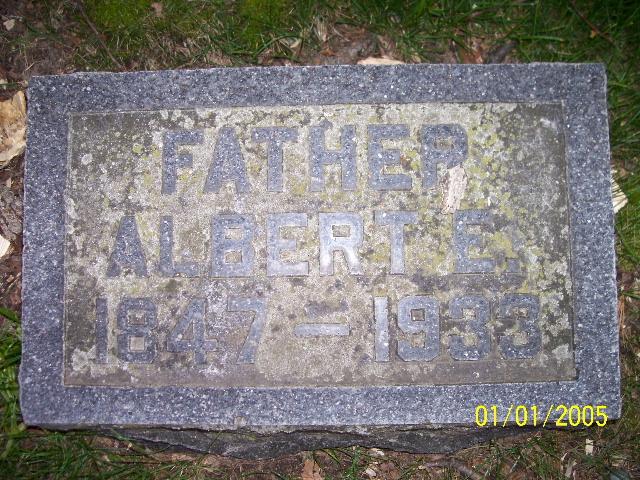 FATHER
ALBERT E.
1847 – 1933
01/01/2005